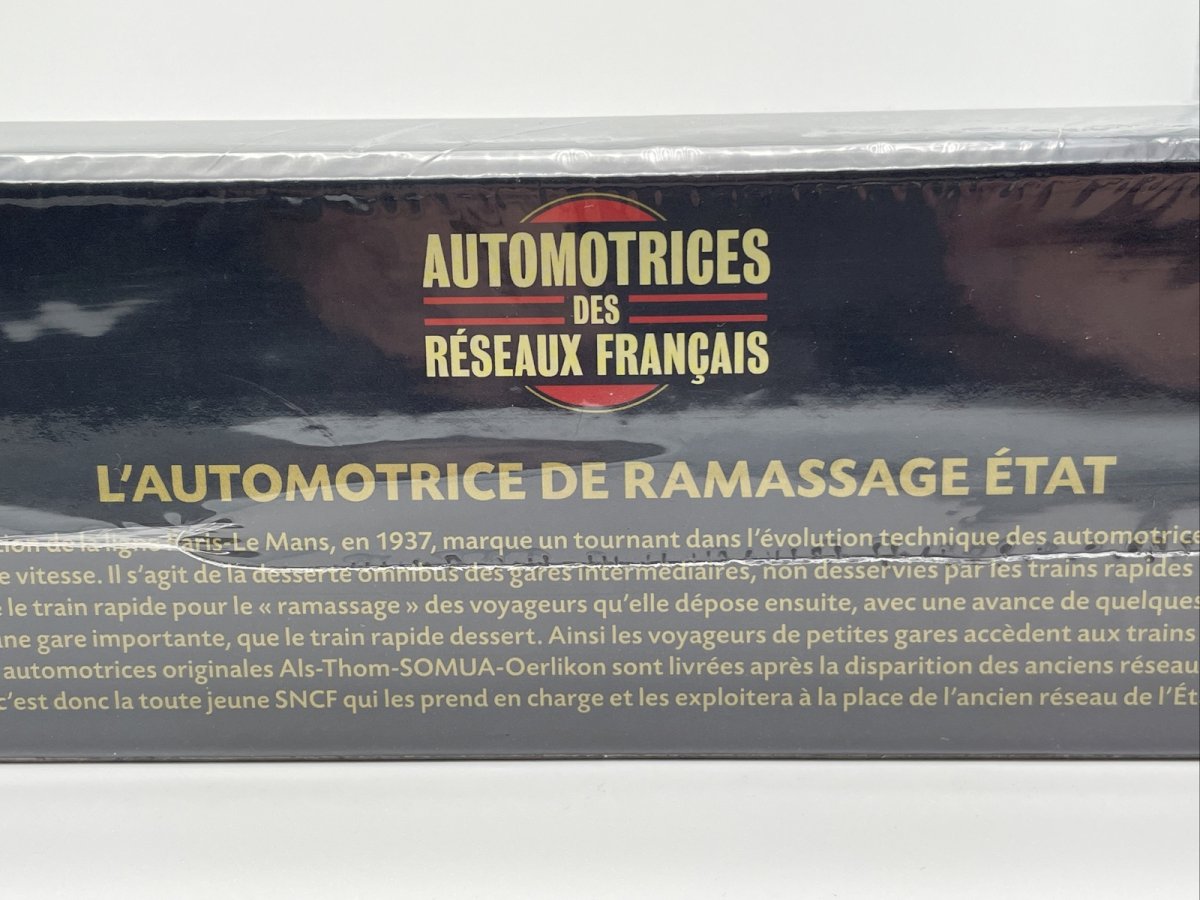 AUTOMOTRICES
DES
RÉSEAUX FRANÇAIS
L'AUTOMOTRICE DE RAMASSAGE ÉTAT
de la ligne Paris-Le Mans, en 1937, marque un tournant dans l'évolution technique des automotrice
e vitesse. Il s'agit de la desserte omnibus des gares intermédiaires, non desservies par les trains rapides
le train rapide pour le « ramassage » des voyageurs qu'elle dépose ensuite, avec une avance de quelques
une gare importante, que le train rapide dessert. Ainsi les voyageurs de petites gares accèdent aux trains
automotrices originales Als-Thom-SOMUA-Oerlikon sont livrées après la disparition des anciens réseau
c'est donc la toute jeune SNCF qui les prend en charge et les exploitera à la place de l'ancien réseau de l'Ét